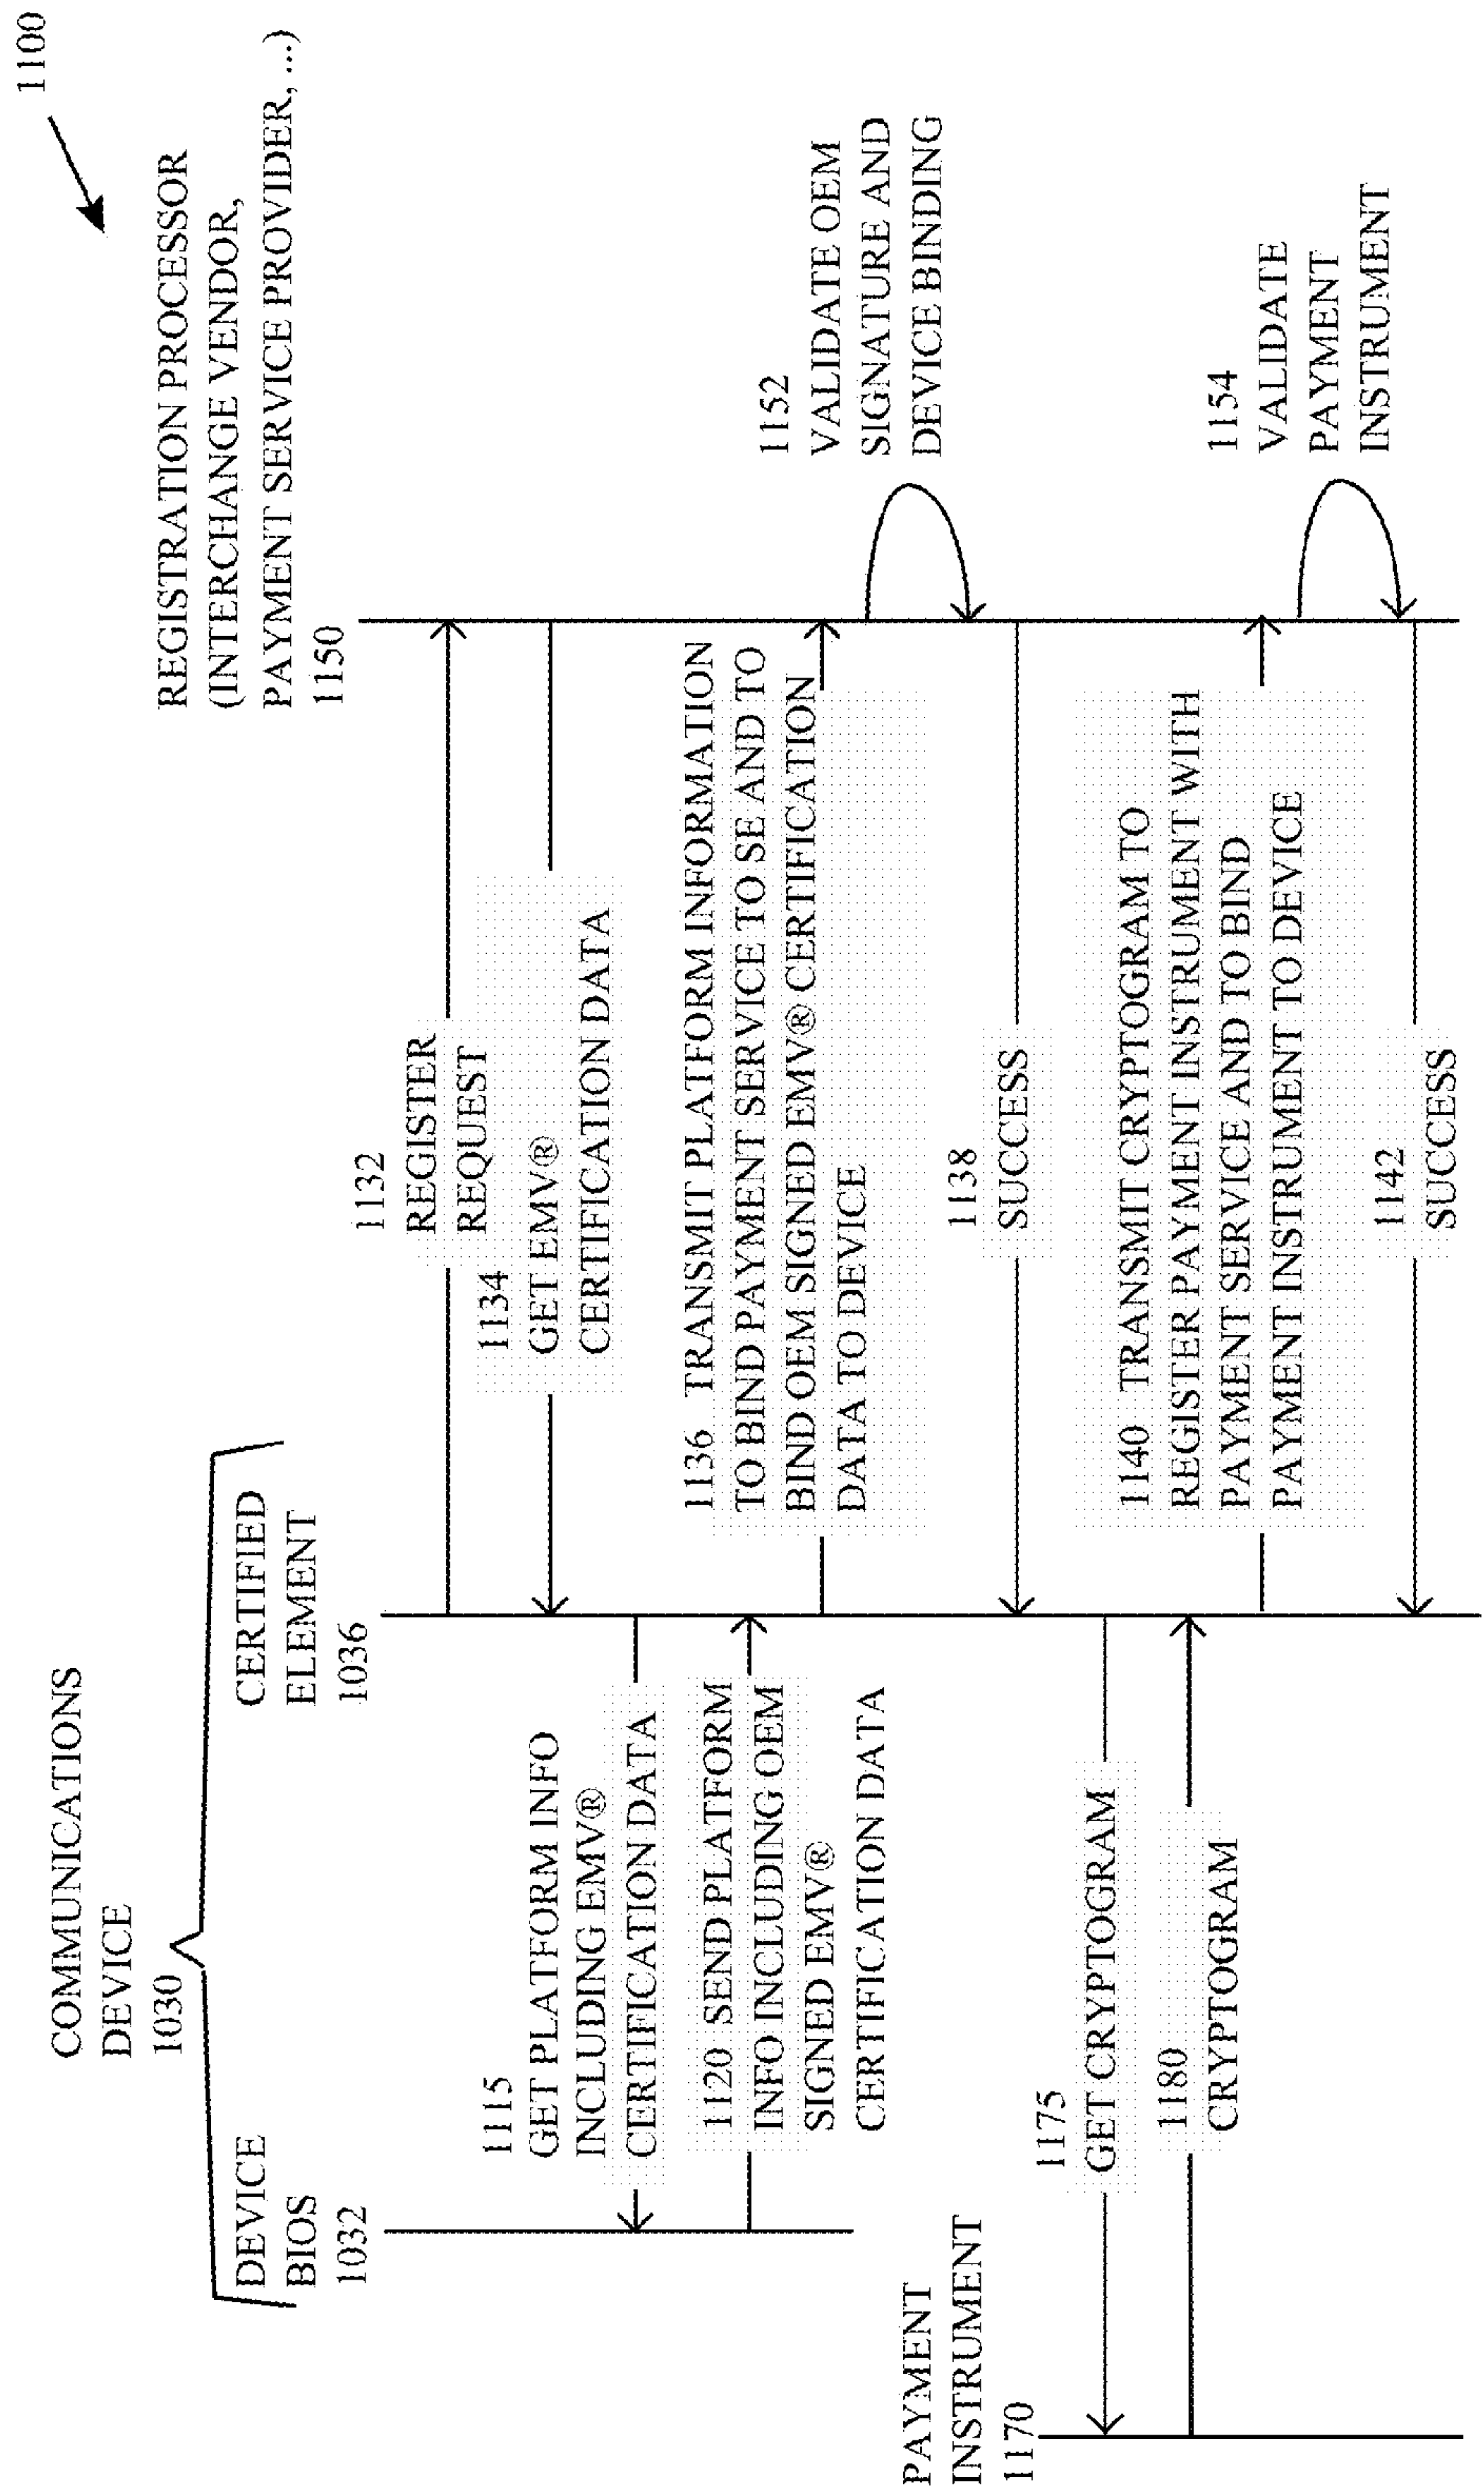 1100
COMMUNICATIONS
DEVICE
1030
DEVICE
BIOS
1032
CERTIFIED
ELEMENT
1036
REGISTRATION PROCESSOR
(INTERCHANGE VENDOR,
PAYMENT SERVICE PROVIDER, ...)
1150
1132
REGISTER
REQUEST
1134
GET EMV®
CERTIFICATION DATA
1115
GET PLATFORM INFO
INCLUDING EMV®
CERTIFICATION DATA
1120 SEND PLATFORM
INFO INCLUDING OEM
SIGNED EMV®
CERTIFICATION DATA
1136 TRANSMIT PLATFORM INFORMATION
TO BIND PAYMENT SERVICE TO SE AND TO
BIND OEM SIGNED EMV® CERTIFICATION
DATA TO DEVICE
1152
VALIDATE OEM
SIGNATURE AND
DEVICE BINDING
1138
SUCCESS
PAYMENT
INSTRUMENT
1170
1175
GET CRYPTOGRAM
1180
CRYPTOGRAM
1140 TRANSMIT CRYPTOGRAM TO
REGISTER PAYMENT INSTRUMENT WITH
PAYMENT SERVICE AND TO BIND
PAYMENT INSTRUMENT TO DEVICE
1154
VALIDATE
PAYMENT
INSTRUMENT
1142
SUCCESS